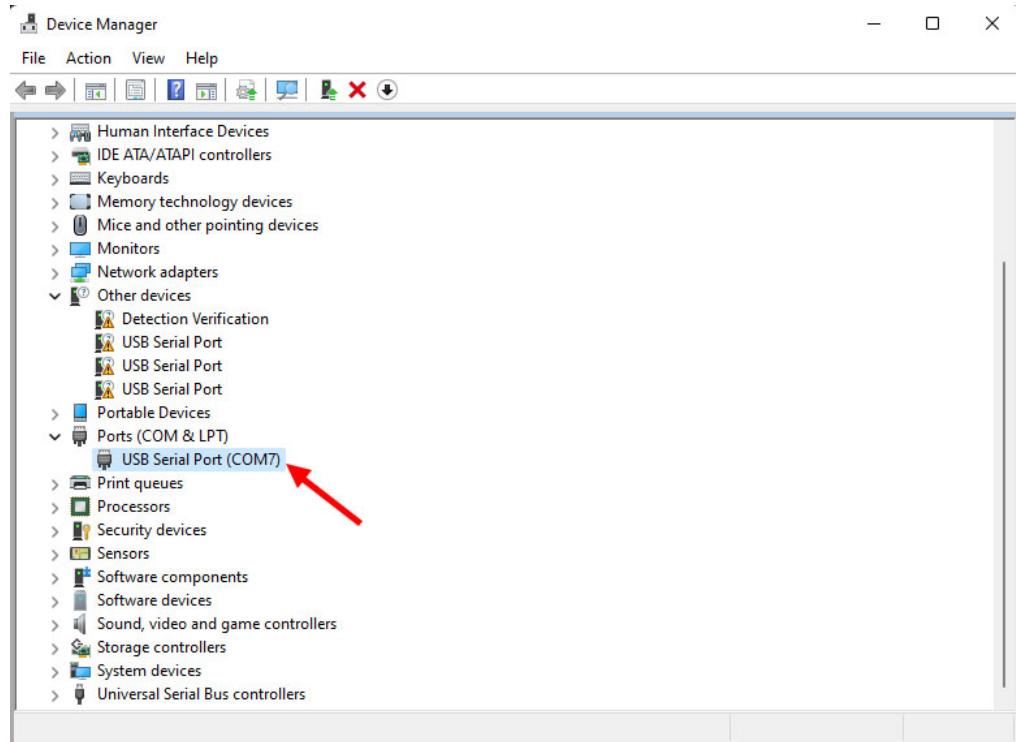 Device Manager
File Action View Help
Human Interface Devices
IDE ATA/ATAPI controllers
Keyboards
Memory technology devices
Mice and other pointing devices
Monitors
Network adapters
Other devices
Detection Verification
USB Serial Port
USB Serial Port
USB Serial Port
Portable Devices
Ports (COM & LPT)
USB Serial Port (COM7)
Print queues
Processors
Security devices
Sensors
Software components
Software devices
Sound, video and game controllers
Storage controllers
System devices
Universal Serial Bus controllers